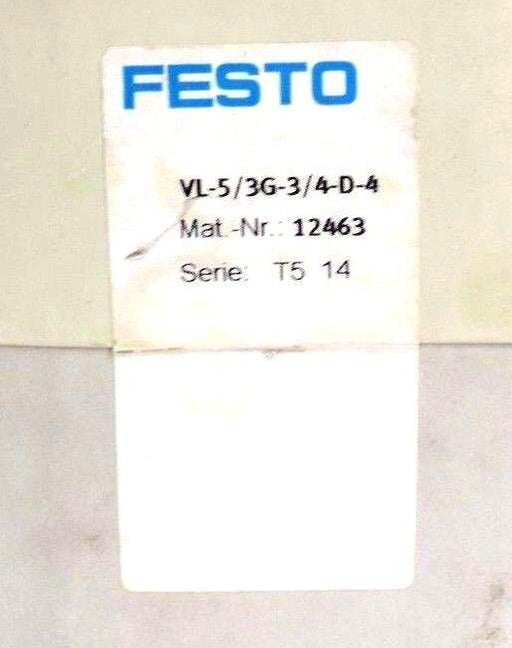 FESTO
VL-5/3G-3/4-D-4
Mat.-Nr.: 12463
Serie: T5 14